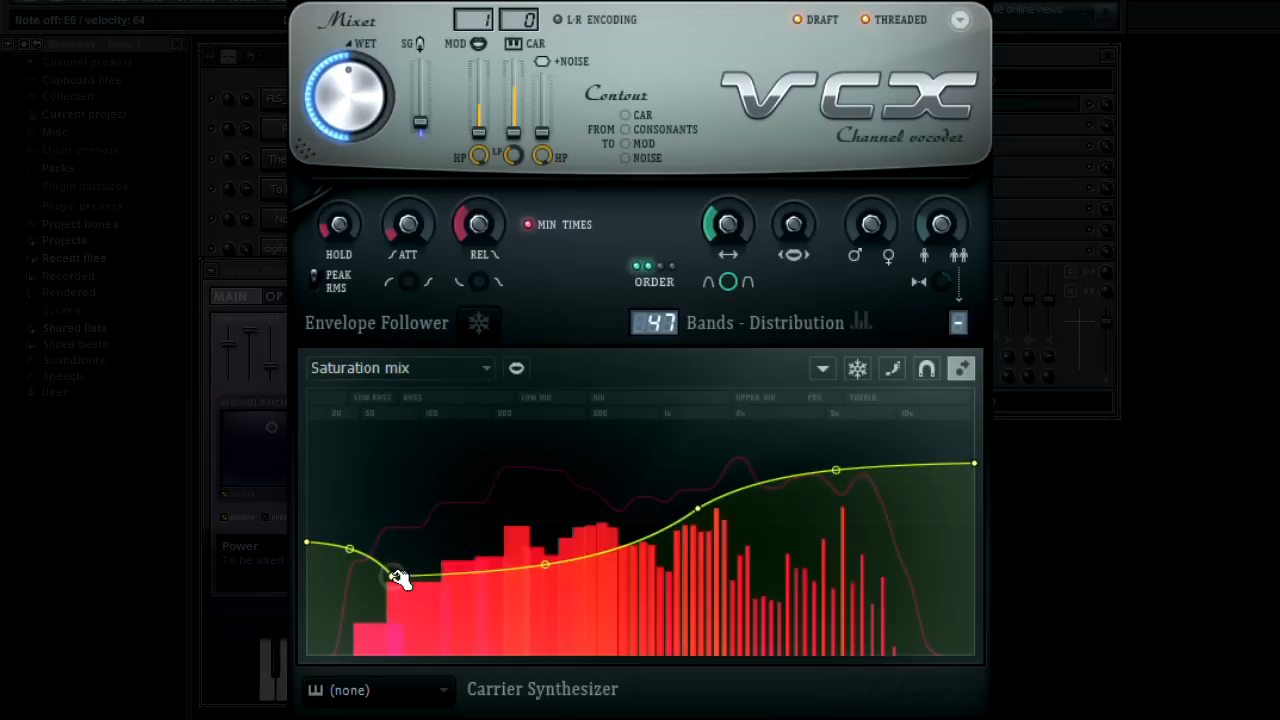 Note off: E6 / velocity: 64
online news
Mixer
1 0
L-R ENCODING
DRAFT
THREADED
WET
SG
MOD
CAR
+NOISE
Contour
CAR
FROM CONSONANTS
TO MOD
NOISE
HP
LP
HP
VCX
Channel vocoder
Channel presets
Clipboard files
Collected
Current project
Misc
Mixer presets
Packs
Plugin database
Plugin presets
Project bones
Projects
Recent files
Recorded
Rendered
Scores
Shared Data
Sliced beats
Soundfonts
Speech
User
MAIN
Power
To be used
HOLD
ATT
REL
MIN TIMES
PEAK
RMS
ORDER
Envelope Follower
47
Bands - Distribution
-
Saturation mix
LOW BASS
BASS
LOW MID
MID
UPPER MID
PRS
TREBLE
20
50
100
200
500
1k
2k
5k
10k
(none)
Carrier Synthesizer